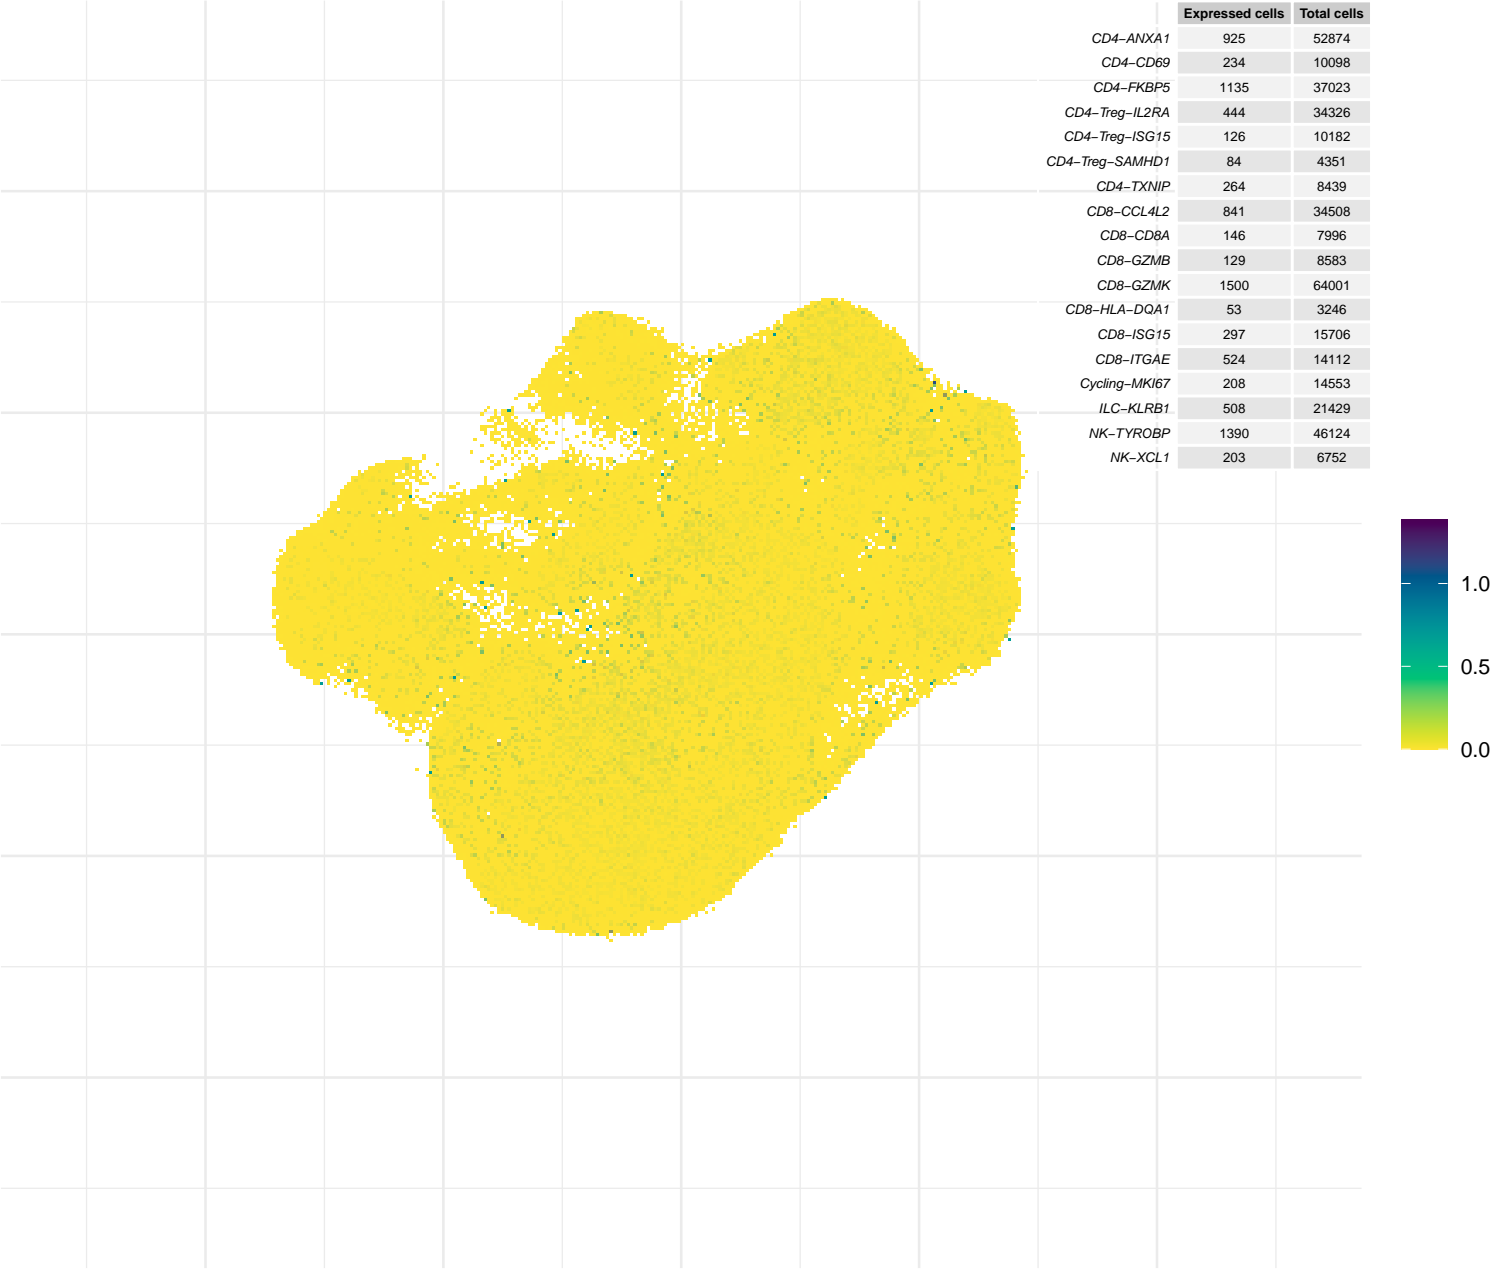 Expressed cells Total cells
CD4−ANXA1 925 52874
CD4−CD69 234 10098
CD4−FKBP5 1135 37023
CD4−Treg−IL2RA 444 34326
CD4−Treg−ISG15 126 10182
CD4−Treg−SAMHD1 84 4351
CD4−TXNIP 264 8439
CD8−CCL4L2 841 34508
CD8−CD8A 146 7996
CD8−GZMB 129 8583
CD8−GZMK 1500 64001
CD8−HLA−DQA1 53 3246
CD8−ISG15 297 15706
CD8−ITGAE 524 14112
Cycling−MKI67 208 14553
ILC−KLRB1 508 21429
NK−TYROBP 1390 46124
NK−XCL1 203 6752
1.0
0.5
0.0